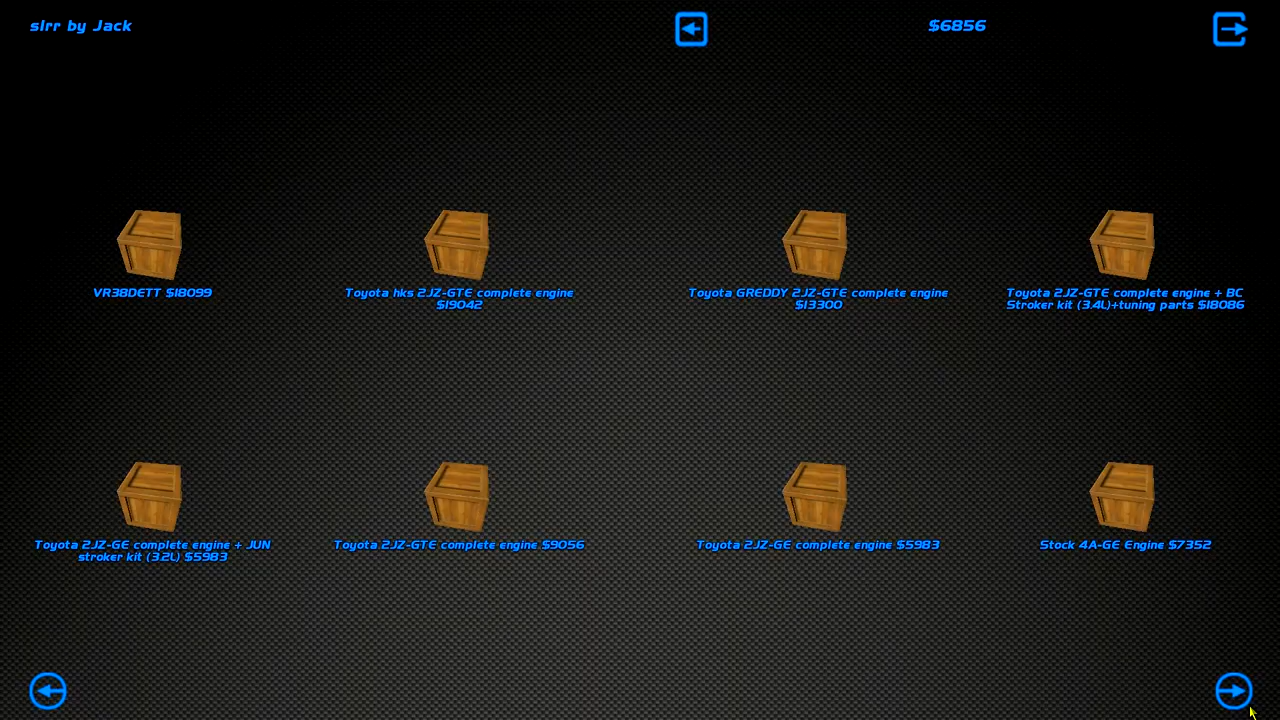 slrr by Jack
$6856
VR38DETT $18099
Toyota hks 2JZ-GTE complete engine
$19042
Toyota GREDDY 2JZ-GTE complete engine
$13300
Toyota 2JZ-GTE complete engine + BC
Stroker kit (3.4L)+tuning parts $18086
Toyota 2JZ-GE complete engine + JUN
stroker kit (3.2L) $5983
Toyota 2JZ-GTE complete engine $9056
Toyota 2JZ-GE complete engine $5983
Stock 4A-GE Engine $7352